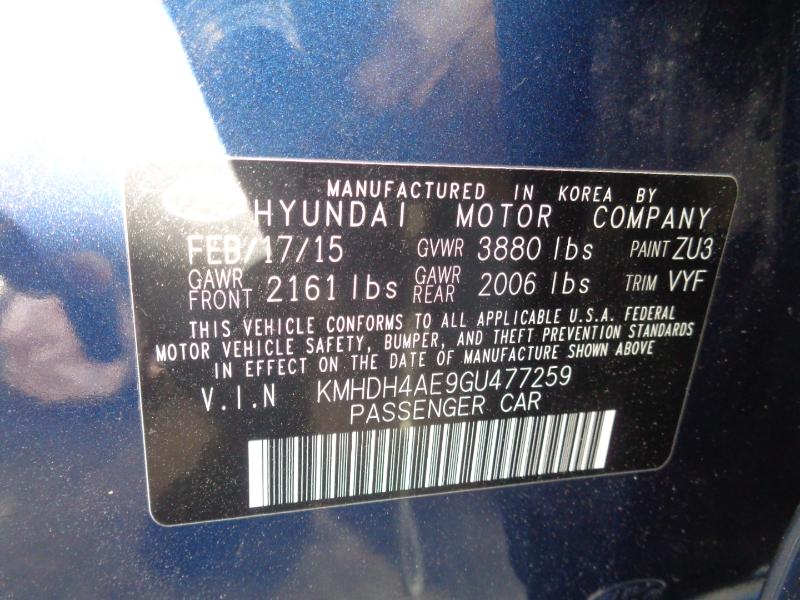 MANUFACTURED IN KOREA BY
HYUNDAI MOTOR COMPANY
FEB/17/15 GVWR 3880 lbs PAINT ZU3
GAWR FRONT 2161 lbs GAWR REAR 2006 lbs TRIM VYF
THIS VEHICLE CONFORMS TO ALL APPLICABLE U.S.A. FEDERAL
MOTOR VEHICLE SAFETY, BUMPER, AND THEFT PREVENTION STANDARDS
IN EFFECT ON THE DATE OF MANUFACTURE SHOWN ABOVE
V.I.N KMHDH4AE9GU477259
PASSENGER CAR